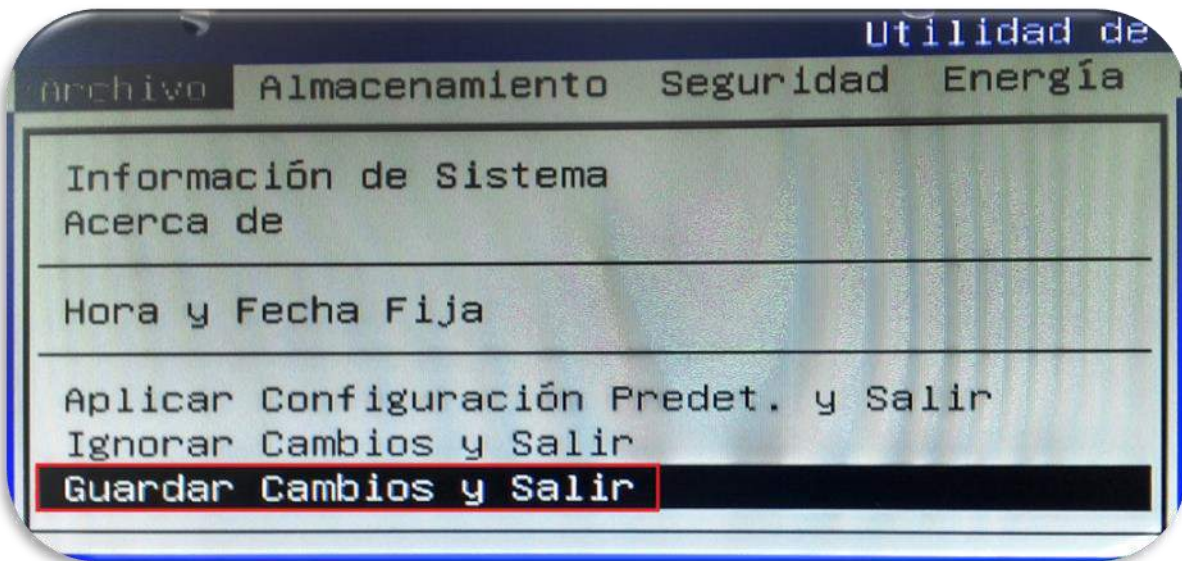 Utilidad de
Archivo Almacenamiento Seguridad Energía
Información de Sistema
Acerca de
Hora y Fecha Fija
Aplicar Configuración Predet. y Salir
Ignorar Cambios y Salir
Guardar Cambios y Salir